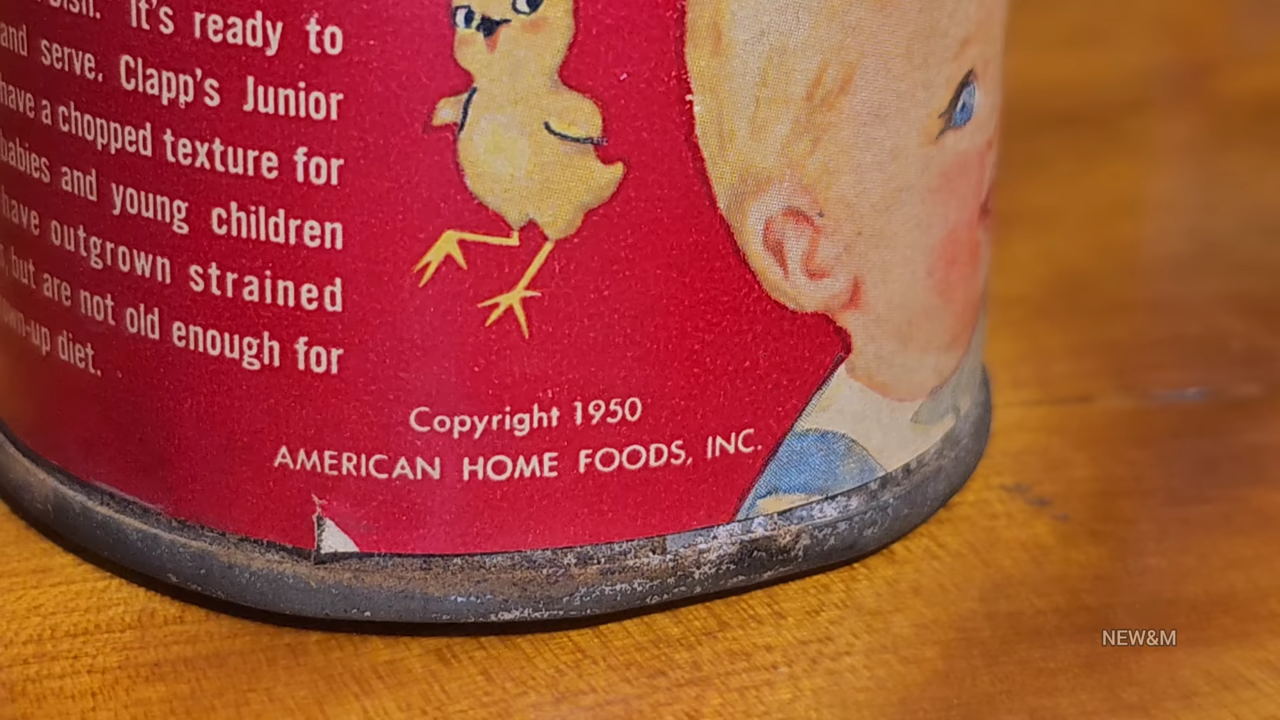 It's ready to
and serve. Clapp's Junior
have a chopped texture for
babies and young children
have outgrown strained
but are not old enough for
up diet.
Copyright 1950
AMERICAN HOME FOODS, INC.
NEW&M